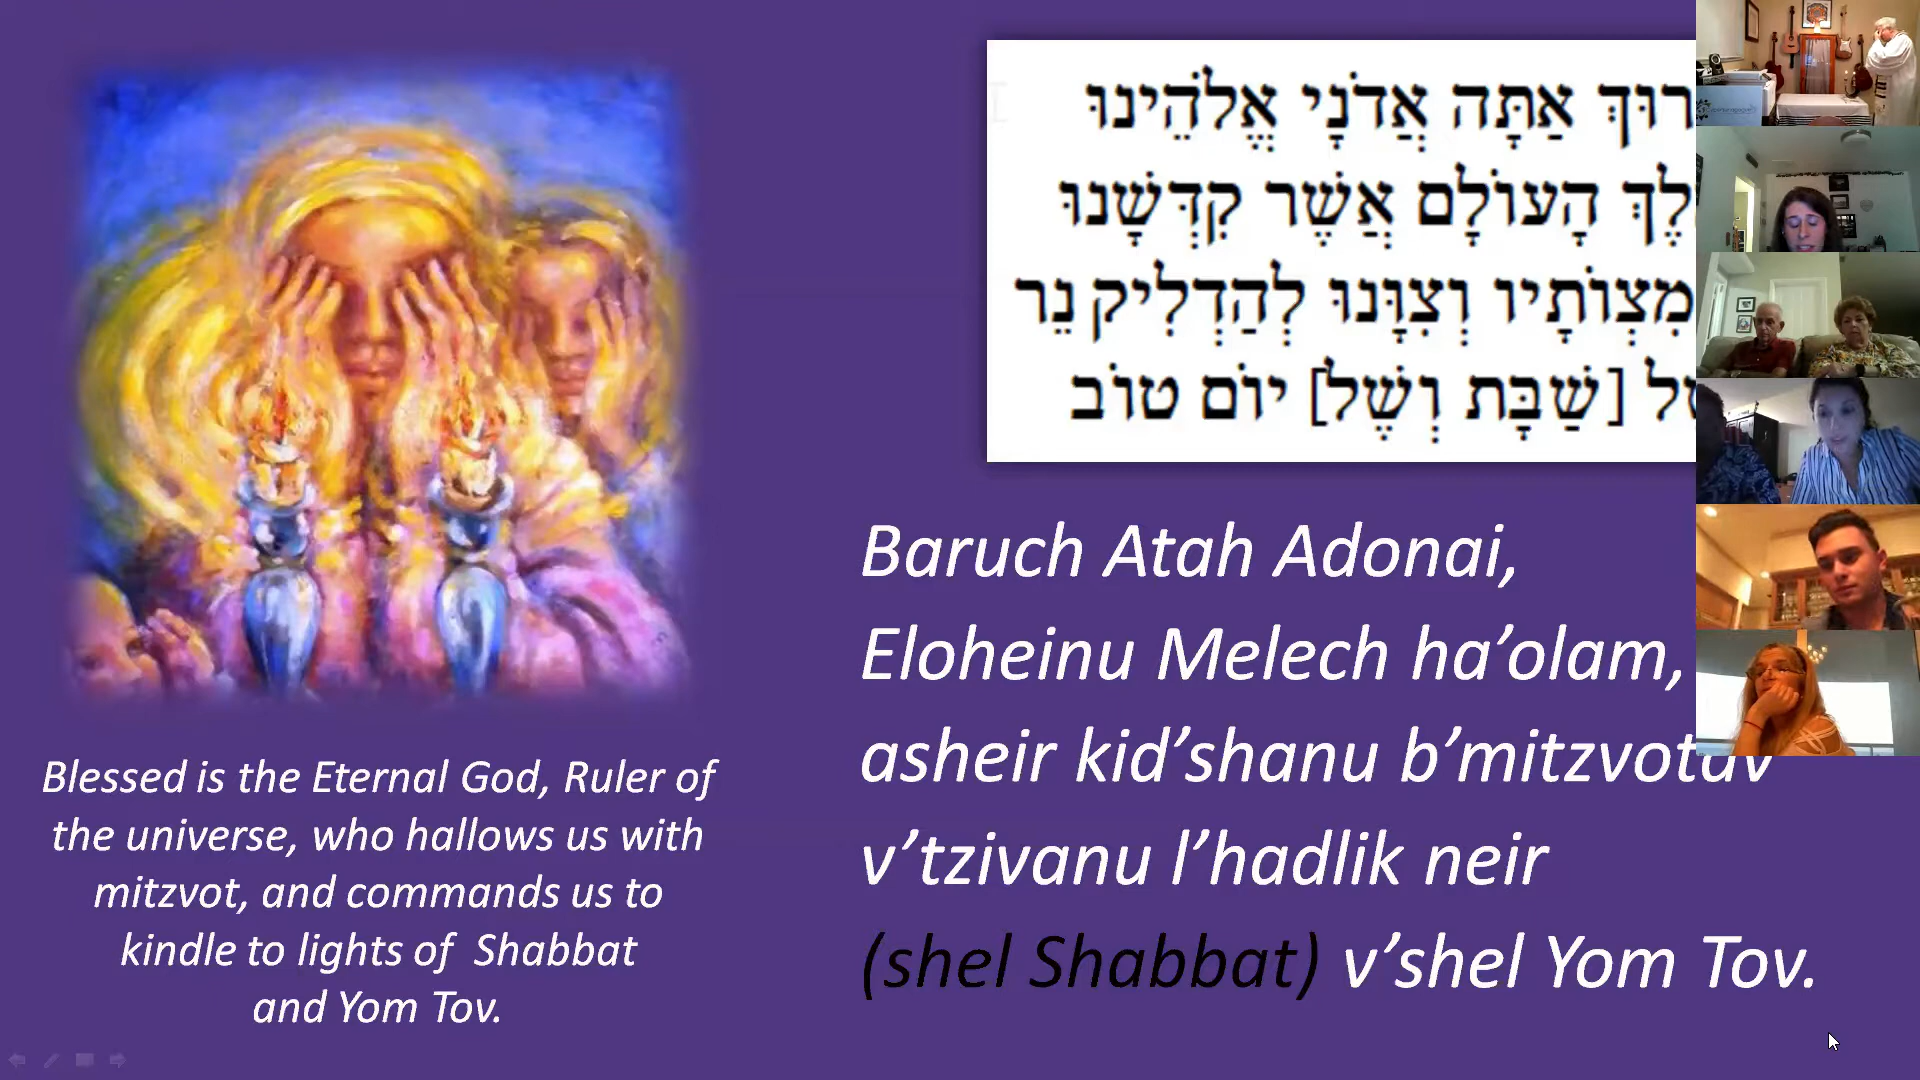 רוּךְ אַתָּה אֲדֹנָי אֱלֹהֵינוּ
הָעוֹלָם אֲשֶׁר קִדְּשָׁנוּ
מִצְוֹתָיו וְצִוָּנוּ לְהַדְלִיק נֵר
[שַׁבָּת וְשֶׁל] יוֹם טוֹב
Baruch Atah Adonai,
Eloheinu Melech ha’olam,
asheir kid’shanu b’mitzvotav
v’tzivanu l’hadlik neir
(shel Shabbat) v’shel Yom Tov.
Blessed is the Eternal God, Ruler of
the universe, who hallows us with
mitzvot, and commands us to
kindle to lights of Shabbat
and Yom Tov.